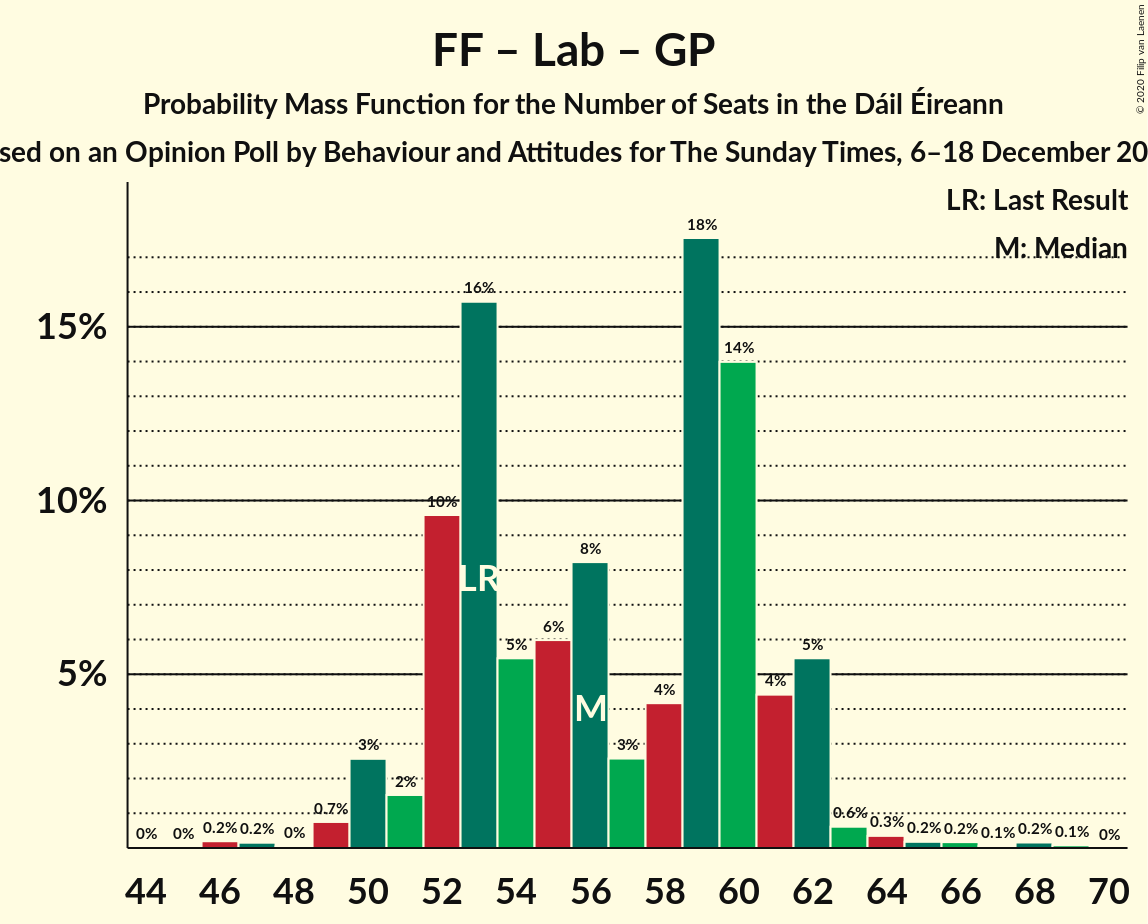 FF – Lab – GP
Probability Mass Function for the Number of Seats in the Dáil Éireann
sed on an Opinion Poll by Behaviour and Attitudes for The Sunday Times, 6–18 December 20
© 2020 Filip van Laenen
LR: Last Result
M: Median
15%
10%
5%
0% 0% 0.2% 0.2% 0% 0.7% 3% 2% 10% 16% 5% 6% 8% 3% 4% 18% 14% 4% 5% 0.6% 0.3% 0.2% 0.2% 0.1% 0.2% 0.1% 0%
LR
M
44 46 48 50 52 54 56 58 60 62 64 66 68 70